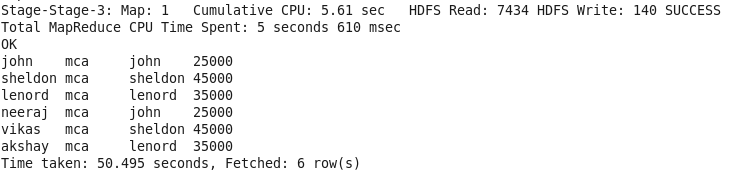 Stage-Stage-3: Map: 1   Cumulative CPU: 5.61 sec   HDFS Read: 7434 HDFS Write: 140 SUCCESS
Total MapReduce CPU Time Spent: 5 seconds 610 msec
OK
john    mca     john    25000
sheldon mca     sheldon 45000
lenord  mca     lenord  35000
neeraj  mca     john    25000
vikas   mca     sheldon 45000
akshay  mca     lenord  35000
Time taken: 50.495 seconds, Fetched: 6 row(s)